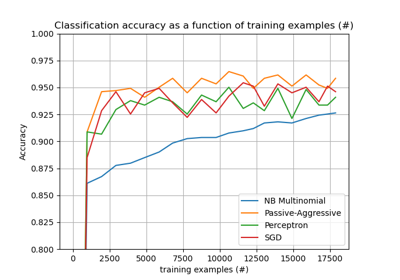 Classification accuracy as a function of training examples (#)
1.000
0.975
0.950
0.925
0.900
0.875
0.850
0.825
0.800
Accuracy
NB Multinomial
Passive-Aggressive
Perceptron
SGD
0 2500 5000 7500 10000 12500 15000 17500
training examples (#)